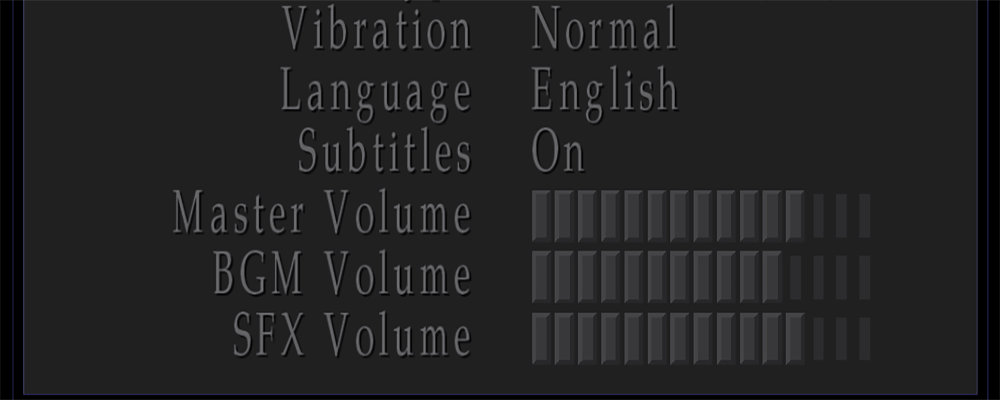 Vibration Normal
Language English
Subtitles On
Master Volume
BGM Volume
SFX Volume